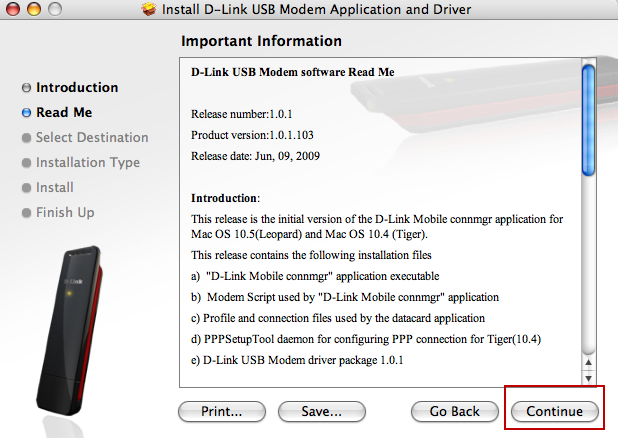 Install D-Link USB Modem Application and Driver
Important Information
Introduction
Read Me
Select Destination
Installation Type
Install
Finish Up
D-Link
D-Link USB Modem software Read Me
Release number:1.0.1
Product version:1.0.1.103
Release date: Jun, 09, 2009
Introduction:
This release is the initial version of the D-Link Mobile connmgr application for
Mac OS 10.5(Leopard) and Mac OS 10.4 (Tiger).
This release contains the following installation files
a) "D-Link Mobile connmgr" application executable
b) Modem Script used by "D-Link Mobile connmgr" application
c) Profile and connection files used by the datacard application
d) PPPSetupTool daemon for configuring PPP connection for Tiger(10.4)
e) D-Link USB Modem driver package 1.0.1
Print...
Save...
Go Back
Continue